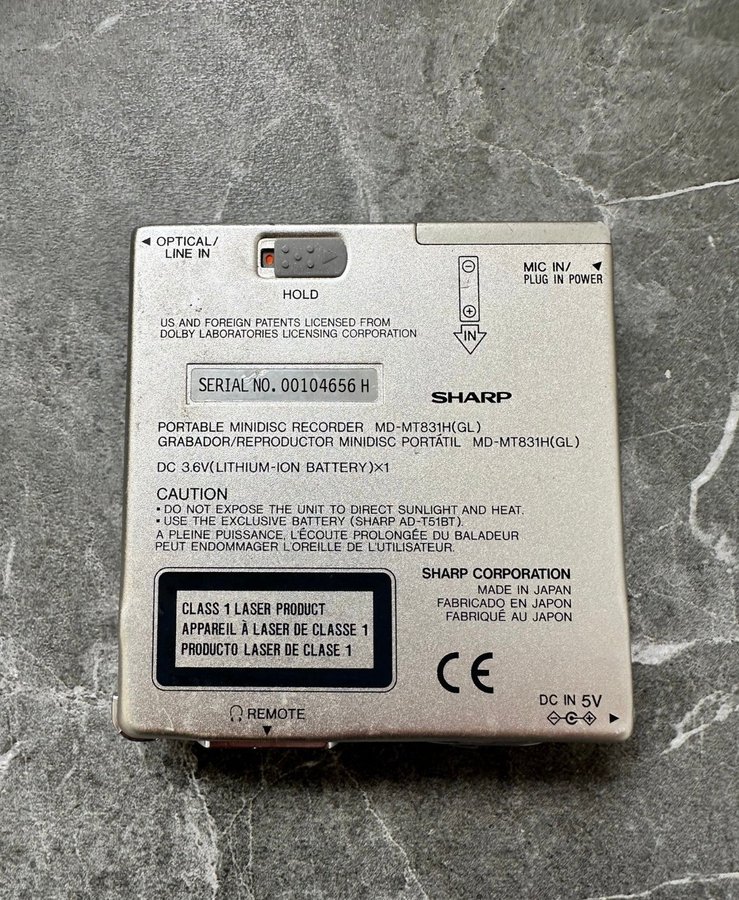 OPTICAL/
LINE IN
HOLD
MIC IN/
PLUG IN POWER
IN
US AND FOREIGN PATENTS LICENSED FROM
DOLBY LABORATORIES LICENSING CORPORATION
SERIAL NO. 00104656 H
SHARP
PORTABLE MINIDISC RECORDER MD-MT831H(GL)
GRABADOR/REPRODUCTOR MINIDISC PORTÁTIL MD-MT831H(GL)
DC 3.6V(LITHIUM-ION BATTERY)×1
CAUTION
• DO NOT EXPOSE THE UNIT TO DIRECT SUNLIGHT AND HEAT.
• USE THE EXCLUSIVE BATTERY (SHARP AD-T51BT).
A PLEINE PUISSANCE, L'ÉCOUTE PROLONGÉE DU BALADEUR
PEUT ENDOMMAGER L'OREILLE DE L'UTILISATEUR.
CLASS 1 LASER PRODUCT
APPAREIL À LASER DE CLASSE 1
PRODUCTO LASER DE CLASE 1
SHARP CORPORATION
MADE IN JAPAN
FABRICADO EN JAPON
FABRIQUÉ AU JAPON
CE
REMOTE
DC IN 5V